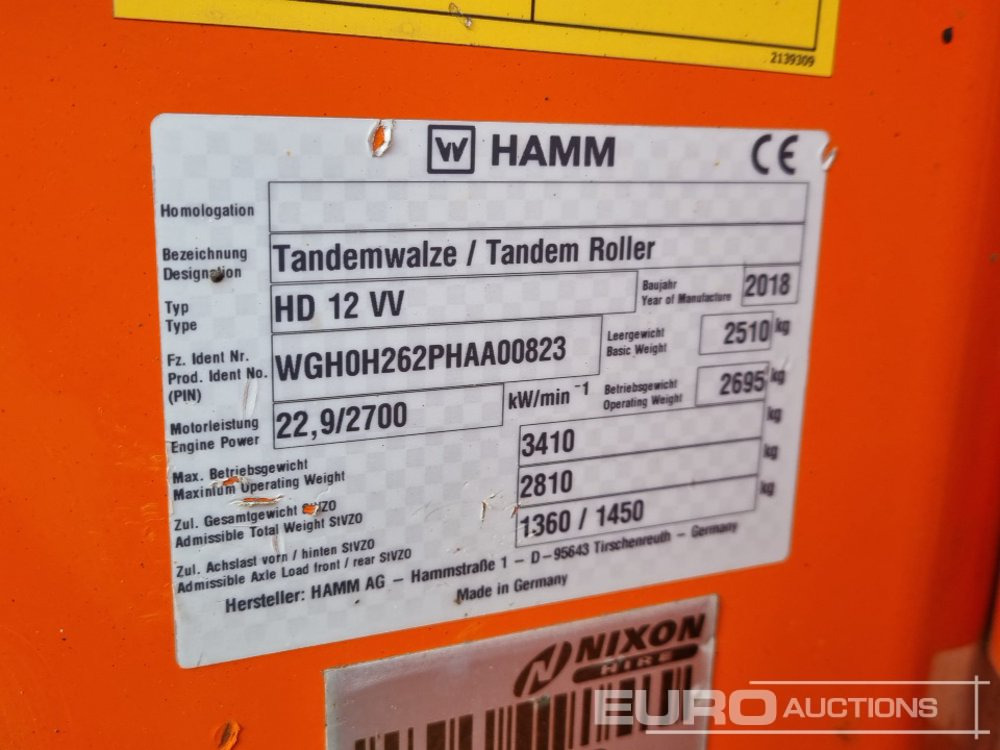 2139309
W HAMM CE
Homologation
Bezeichnung
Designation
Tandemwalze / Tandem Roller
Typ
Type
HD 12 VV
Baujahr
Year of Manufacture
2018
Fz. Ident Nr.
Prod. Ident No.
(PIN)
WGH0H262PHAA00823
Leergewicht
Basic Weight
2510 kg
Motorleistung
Engine Power
22,9/2700 kW/min⁻¹
Betriebsgewicht
Operating Weight
2695 kg
Max. Betriebsgewicht
Maximum Operating Weight
3410 kg
Zul. Gesamtgewicht StVZO
Admissible Total Weight StVZO
2810 kg
Zul. Achslast vorn / hinten StVZO
Admissible Axle Load front / rear StVZO
1360 / 1450 kg
Hersteller: HAMM AG – Hammstraße 1 – D–95643 Tirschenreuth – Germany
Made in Germany
NIXON
HIRE
EURO AUCTIONS